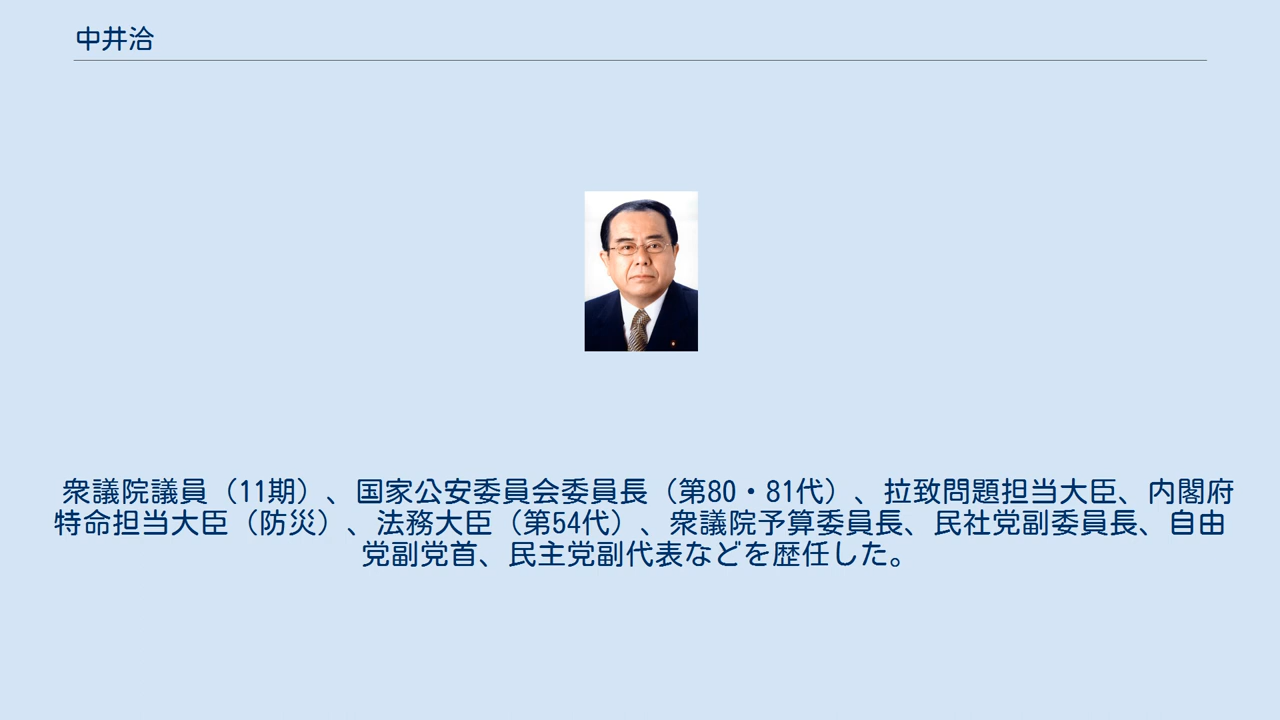 中井洽
衆議院議員（11期）、国家公安委員会委員長（第80・81代）、拉致問題担当大臣、内閣府
特命担当大臣（防災）、法務大臣（第54代）、衆議院予算委員長、民社党副委員長、自由
党副党首、民主党副代表などを歴任した。